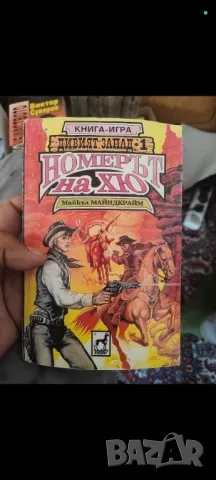 Виктор
Суворов
КНИГА-ИГРА
ДИВИЯТ ЗАПАД - 1
НОМЕРЪТ
НА ХЮ
Майкъл МАЙНДКРАЙМ
BAZAR